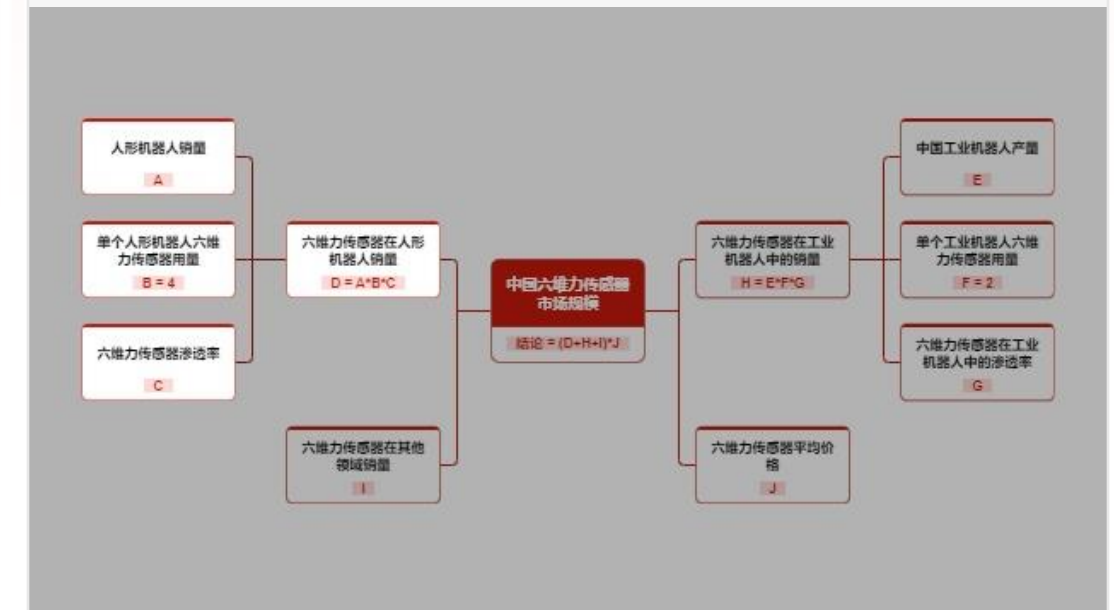 人形机器人销量
A
单个人形机器人六维
力传感器用量
B = 4
六维力传感器渗透率
C
六维力传感器在人形
机器人销量
D = A*B*C
六维力传感器在其他
领域销量
I
中国六维力传感器
市场规模
结论 = (D+H+I)*J
六维力传感器在工业
机器人中的销量
H = E*F*G
六维力传感器平均价
格
J
中国工业机器人产量
E
单个工业机器人六维
力传感器用量
F = 2
六维力传感器在工业
机器人中的渗透率
G